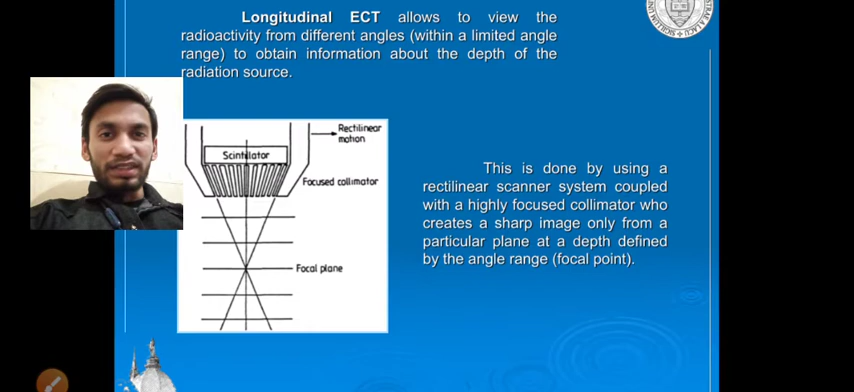 Longitudinal ECT allows to view the
radioactivity from different angles (within a limited angle
range) to obtain information about the depth of the
radiation source.
Rectilinear
motion
Scintillator
Focused collimator
Focal plane
This is done by using a
rectilinear scanner system coupled
with a highly focused collimator who
creates a sharp image only from a
particular plane at a depth defined
by the angle range (focal point).